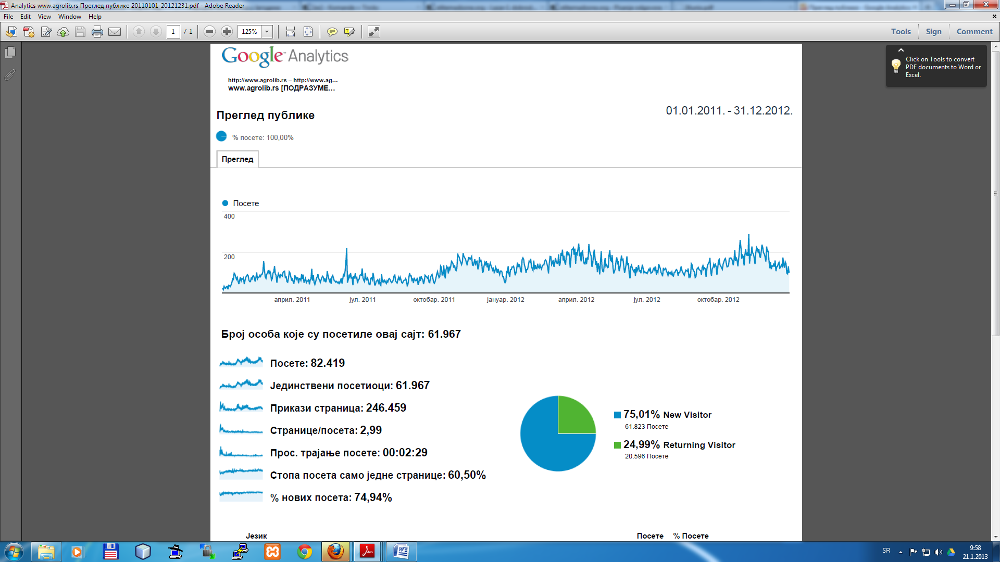 Analytics www.agrolib.rs Преглед публике 20110101-20121231.pdf - Adobe Reader
File Edit View Window Help
1 / 1 125% Tools Sign Comment
Click on Tools to convert
PDF documents to Word or
Excel.
Google Analytics
http://www.agrolib.rs – http://www.ag...
www.agrolib.rs [ПОДРАЗУМЕ...
Преглед публике
01.01.2011. - 31.12.2012.
% посете: 100,00%
Преглед
Посете
400
200
април. 2011 јул. 2011 октобар. 2011 јануар. 2012 април. 2012 јул. 2012 октобар. 2012
Број особа које су посетиле овај сајт: 61.967
Посете: 82.419
Јединствени посетиоци: 61.967
Прикази страница: 246.459
Странице/посета: 2,99
Прос. трајање посете: 00:02:29
Стопа посета само једне странице: 60,50%
% нових посета: 74,94%
75,01% New Visitor
61.823 Посете
24,99% Returning Visitor
20.596 Посете
Језик Посете % Посете
SR
9:58
21.1.2013